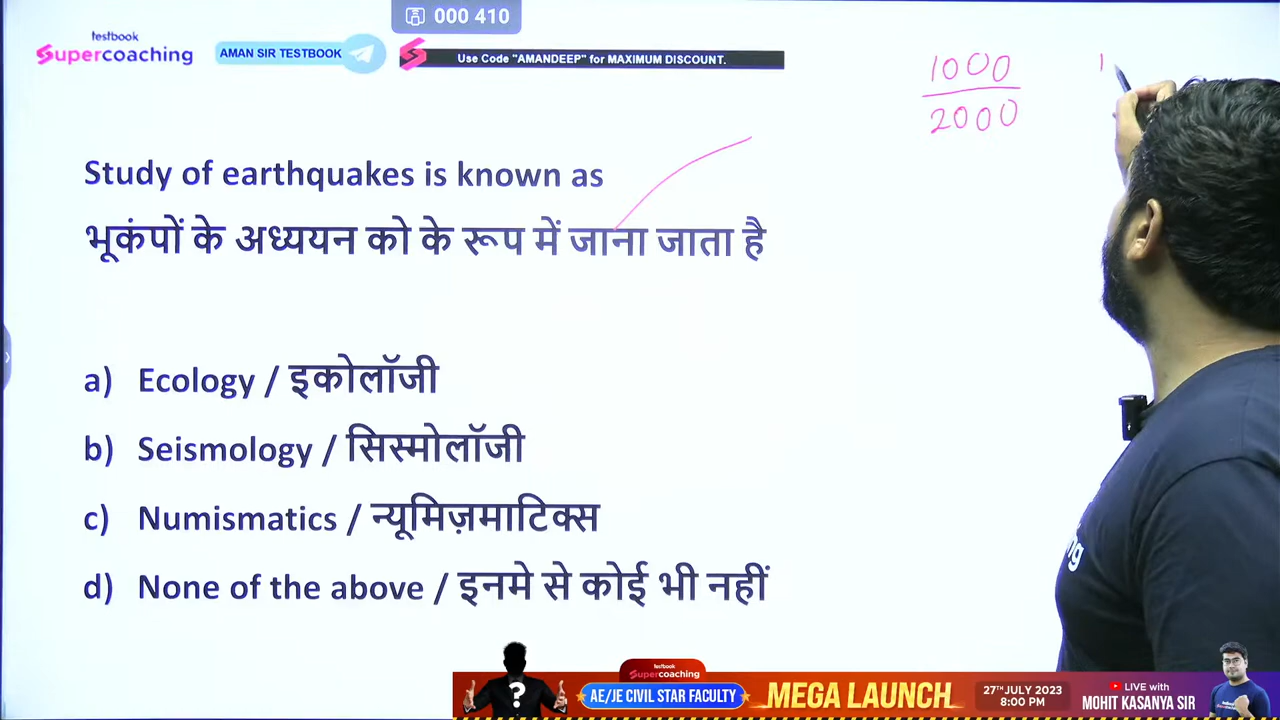 000 410
testbook
Supercoaching
AMAN SIR TESTBOOK
Use Code "AMANDEEP" for MAXIMUM DISCOUNT.
1000
2000
Study of earthquakes is known as
भूकंपों के अध्ययन को के रूप में जाना जाता है
a) Ecology / इकोलॉजी
b) Seismology / सिस्मोलॉजी
c) Numismatics / न्यूमिज़माटिक्स
d) None of the above / इनमे से कोई भी नहीं
testbook
Supercoaching
AE/JE CIVIL STAR FACULTY
MEGA LAUNCH
27TH JULY 2023
8:00 PM
LIVE with
MOHIT KASANYA SIR